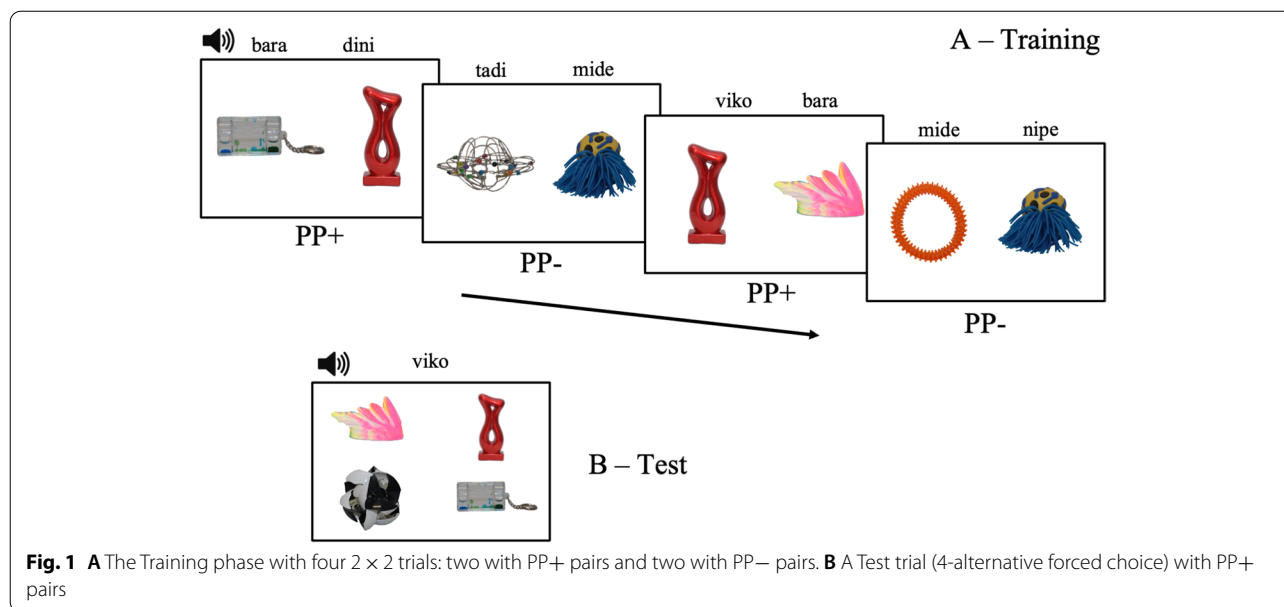 A – Training
bara dini
PP+
tadi mide
PP-
viko bara
PP+
mide nipe
PP-
viko
B – Test
Fig. 1 A The Training phase with four 2 × 2 trials: two with PP+ pairs and two with PP− pairs. B A Test trial (4-alternative forced choice) with PP+
pairs